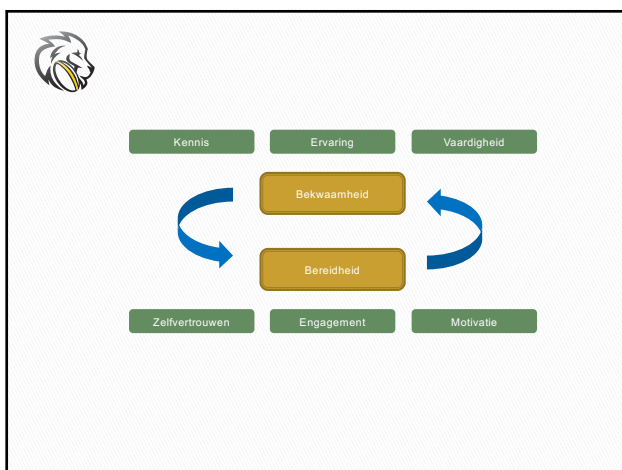 Kennis
Ervaring
Vaardigheid
Bekwaamheid
Bereidheid
Zelfvertrouwen
Engagement
Motivatie